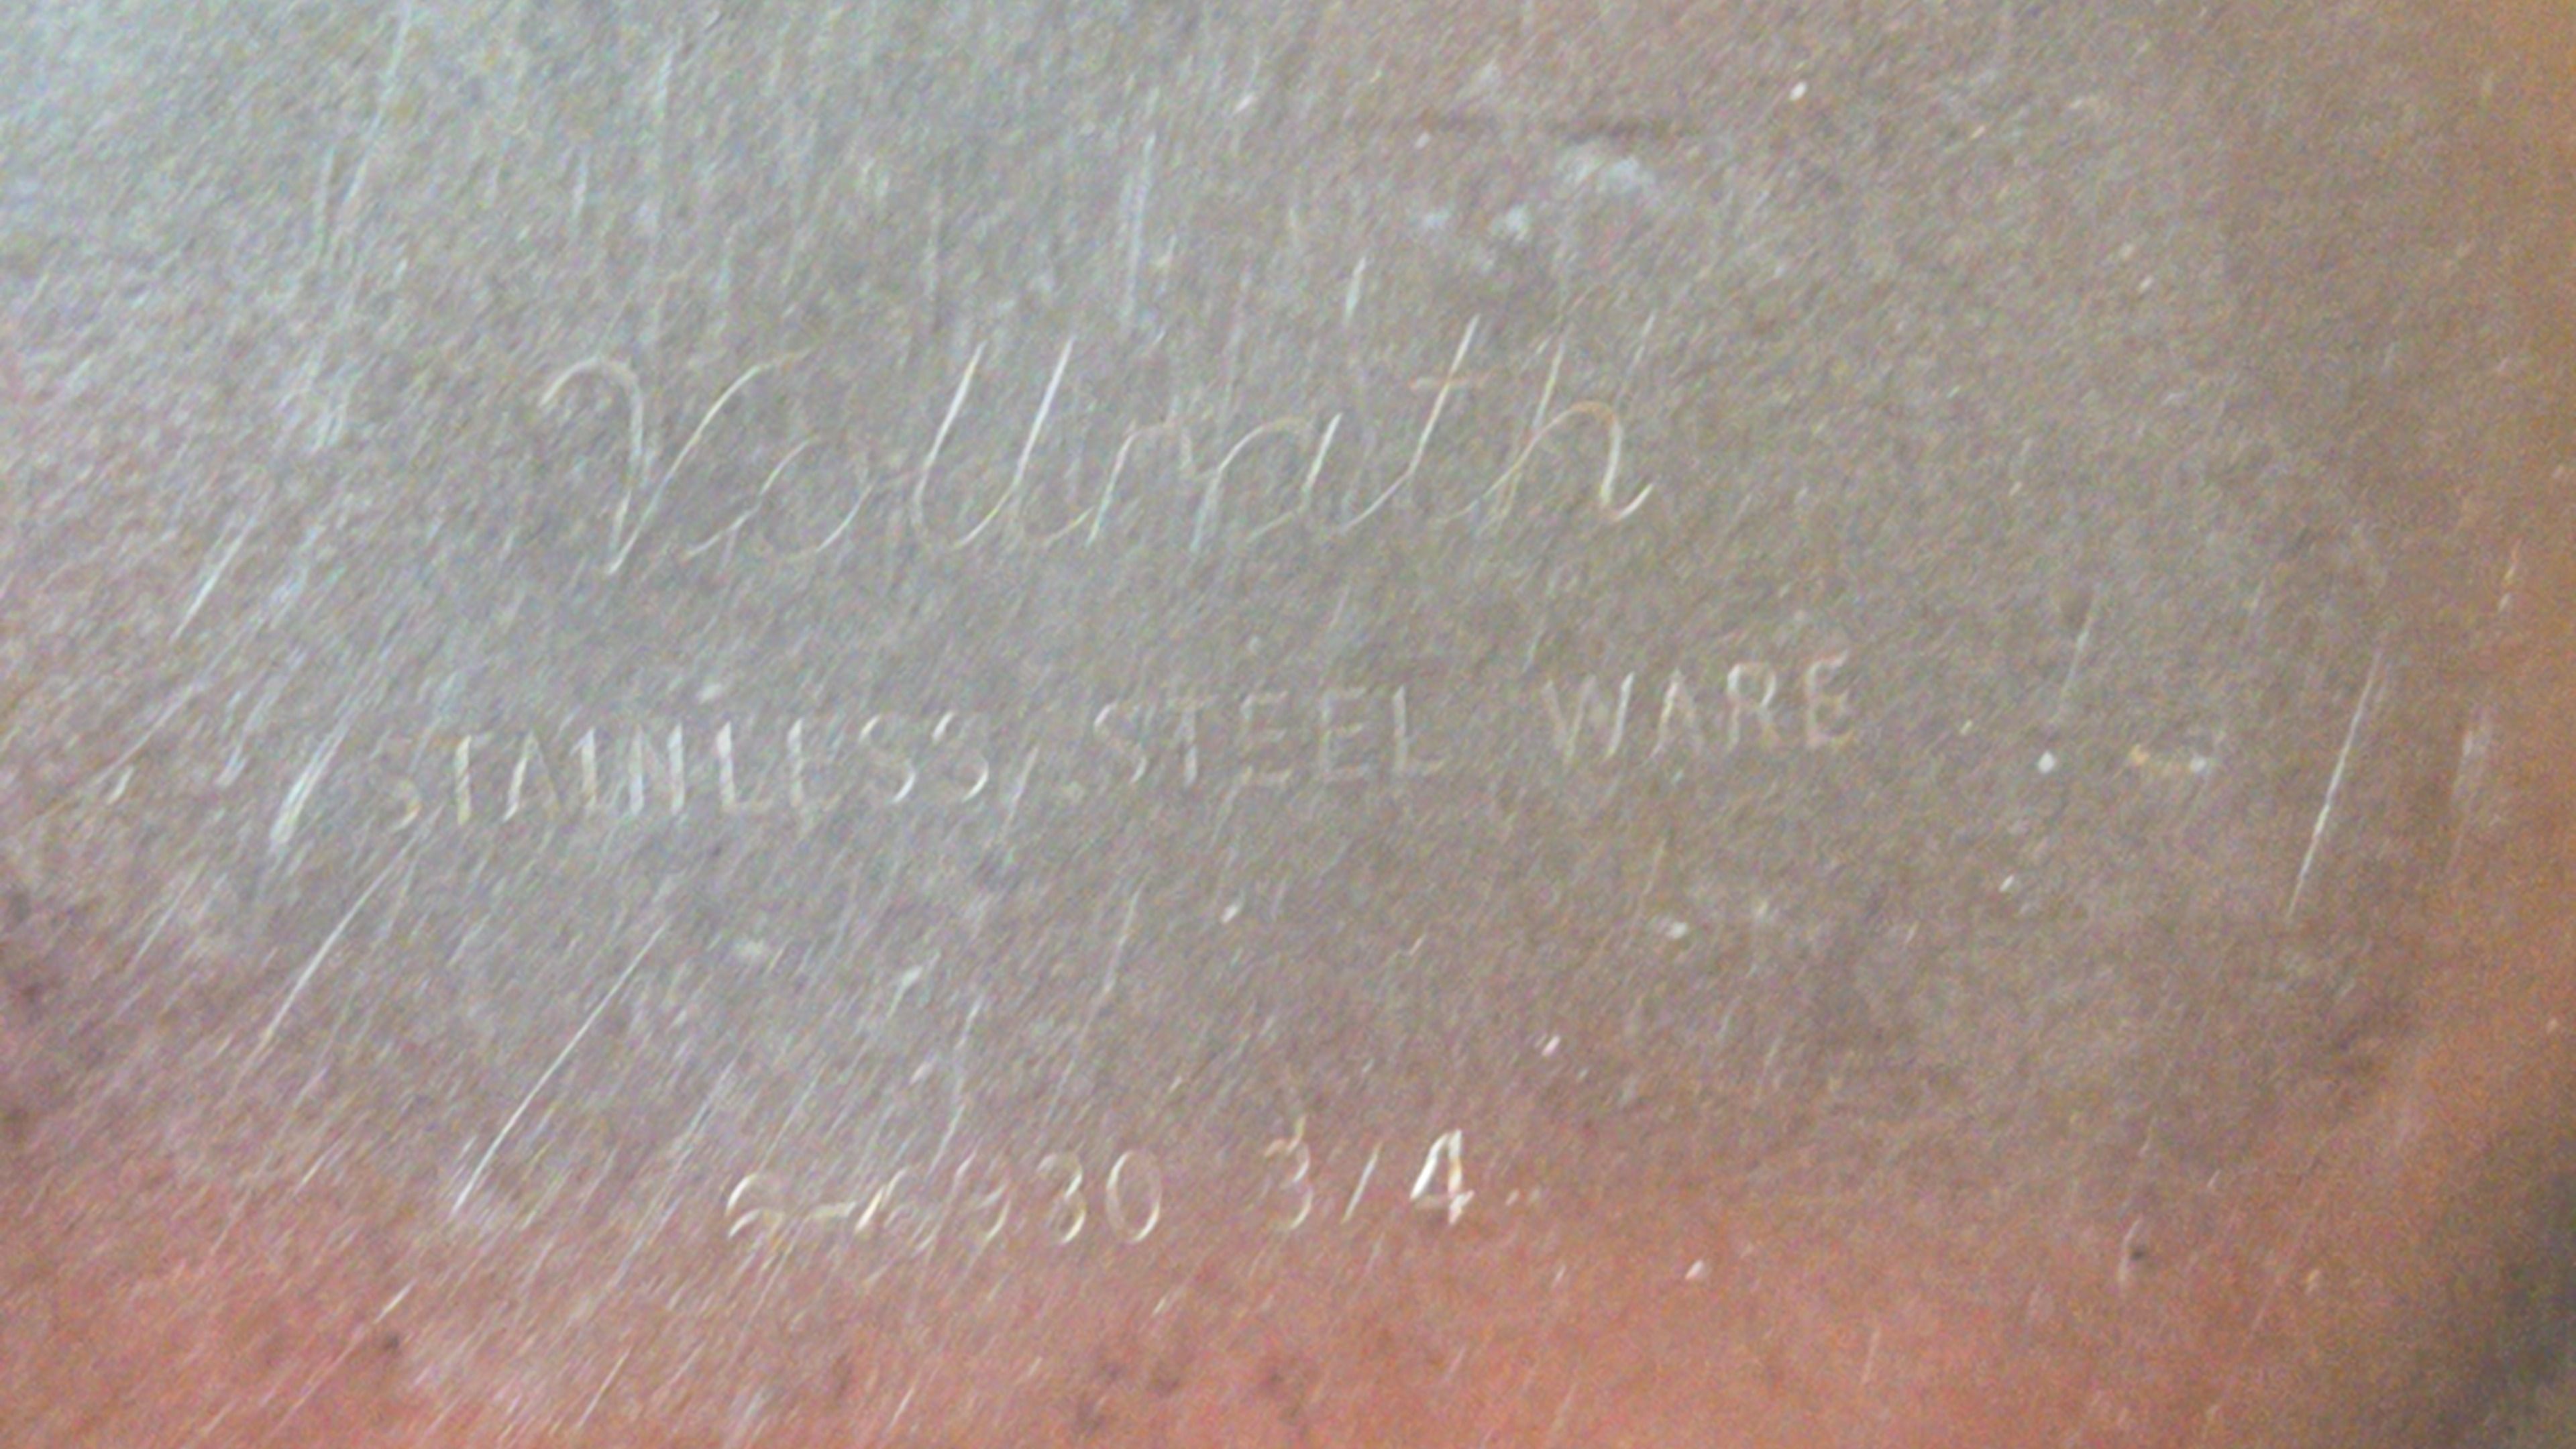 Vollrath
STAINLESS STEEL WARE
3/4